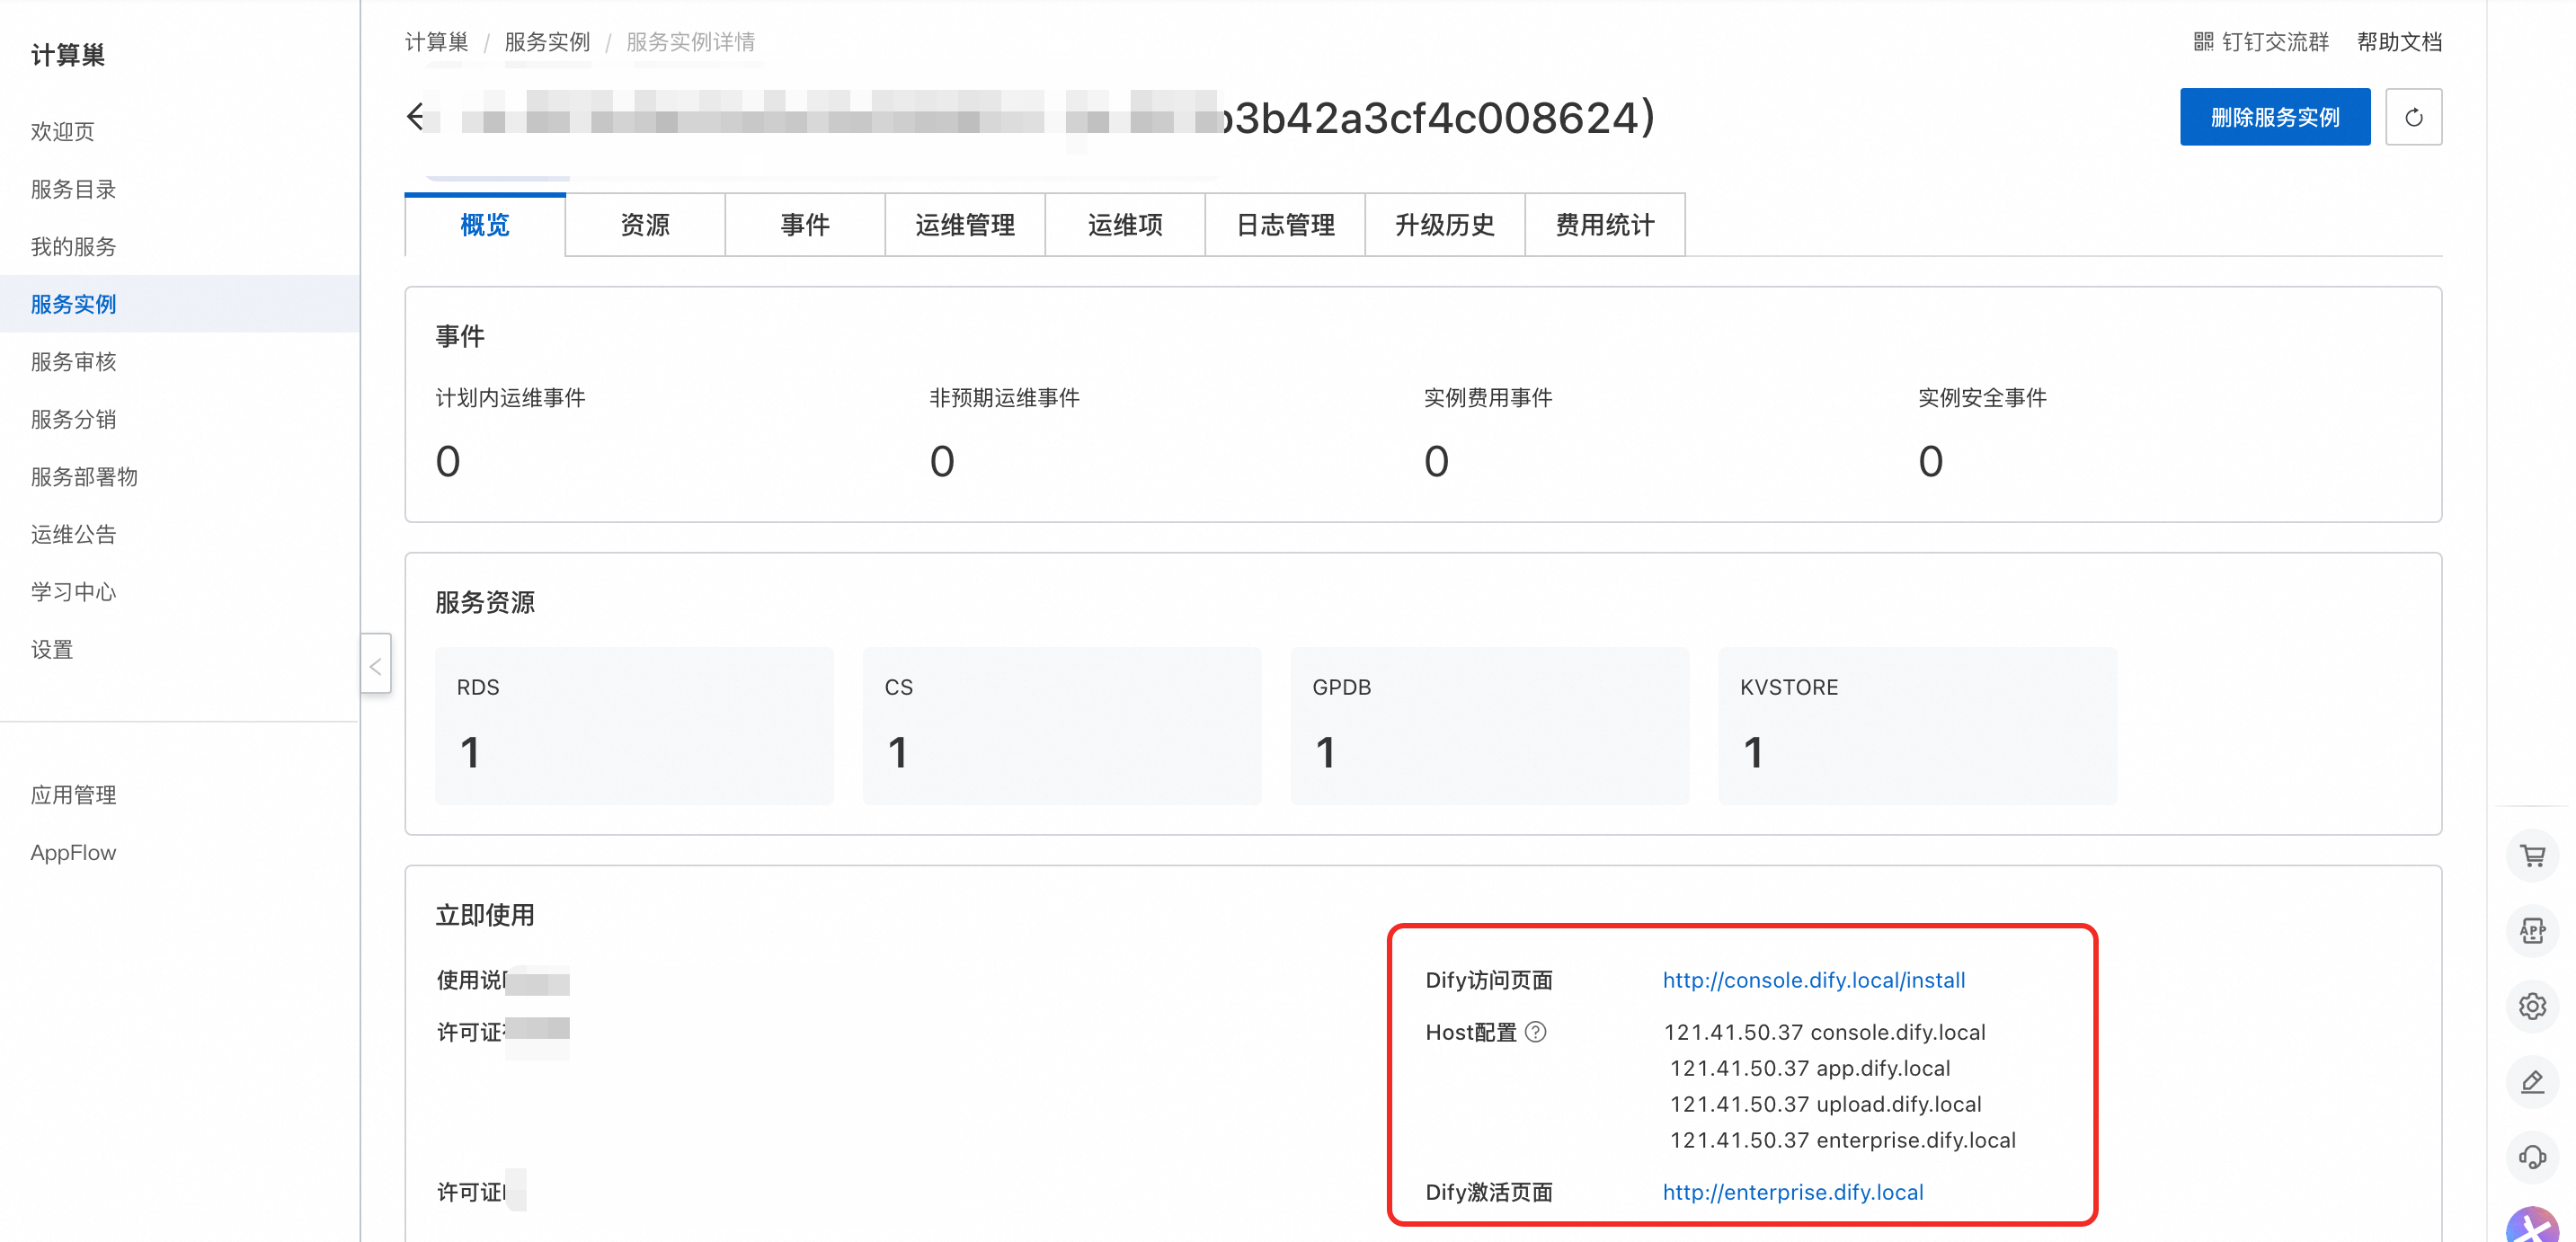 计算巢
欢迎页
服务目录
我的服务
服务实例
服务审核
服务分销
服务部署物
运维公告
学习中心
设置
应用管理
AppFlow
计算巢 / 服务实例 / 服务实例详情
钉钉交流群 帮助文档
3b42a3cf4c008624)
删除服务实例
概览 资源 事件 运维管理 运维项 日志管理 升级历史 费用统计
事件
计划内运维事件 非预期运维事件 实例费用事件 实例安全事件
0 0 0 0
服务资源
RDS CS GPDB KVSTORE
1 1 1 1
立即使用
使用说
许可证
许可证
Dify访问页面 http://console.dify.local/install
Host配置 121.41.50.37 console.dify.local
121.41.50.37 app.dify.local
121.41.50.37 upload.dify.local
121.41.50.37 enterprise.dify.local
Dify激活页面 http://enterprise.dify.local
APP